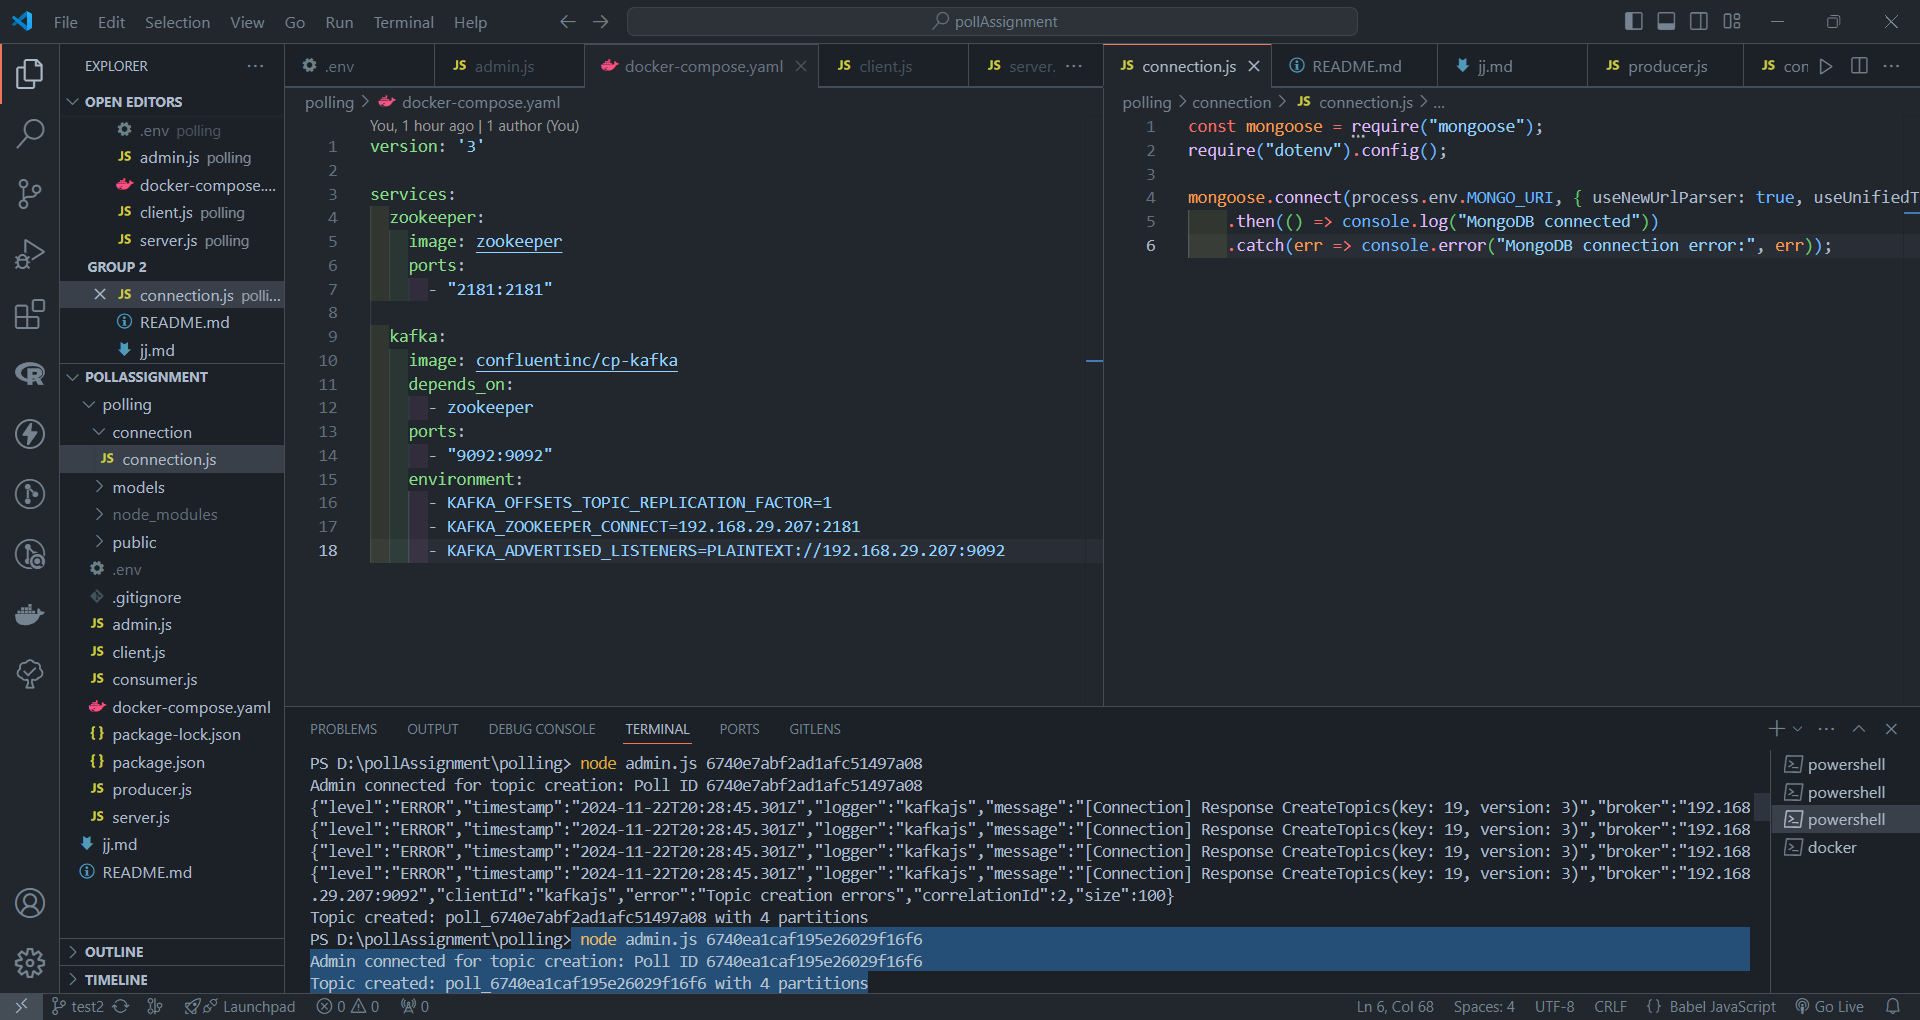 File Edit Selection View Go Run Terminal Help
pollAssignment
EXPLORER
OPEN EDITORS
.env polling
JS admin.js polling
docker-compose....
JS client.js polling
JS server.js polling
GROUP 2
JS connection.js polli...
README.md
jj.md
POLLASSIGNMENT
polling
connection
JS connection.js
models
node_modules
public
.env
.gitignore
JS admin.js
JS client.js
JS consumer.js
docker-compose.yaml
{} package-lock.json
{} package.json
JS producer.js
JS server.js
jj.md
README.md
OUTLINE
TIMELINE
.env
JS admin.js
docker-compose.yaml
JS client.js
JS server.
polling > docker-compose.yaml
You, 1 hour ago | 1 author (You)
1 version: '3'
2
3 services:
4 zookeeper:
5 image: zookeeper
6 ports:
7 - "2181:2181"
8
9 kafka:
10 image: confluentinc/cp-kafka
11 depends_on:
12 - zookeeper
13 ports:
14 - "9092:9092"
15 environment:
16 - KAFKA_OFFSETS_TOPIC_REPLICATION_FACTOR=1
17 - KAFKA_ZOOKEEPER_CONNECT=192.168.29.207:2181
18 - KAFKA_ADVERTISED_LISTENERS=PLAINTEXT://192.168.29.207:9092
JS connection.js
README.md
jj.md
JS producer.js
JS con
polling > connection > JS connection.js > ...
1 const mongoose = require("mongoose");
2 require("dotenv").config();
3
4 mongoose.connect(process.env.MONGO_URI, { useNewUrlParser: true, useUnifiedT
5 .then(() => console.log("MongoDB connected"))
6 .catch(err => console.error("MongoDB connection error:", err));
PROBLEMS OUTPUT DEBUG CONSOLE TERMINAL PORTS GITLENS
PS D:\pollAssignment\polling> node admin.js 6740e7abf2ad1afc51497a08
Admin connected for topic creation: Poll ID 6740e7abf2ad1afc51497a08
{"level":"ERROR","timestamp":"2024-11-22T20:28:45.301Z","logger":"kafkajs","message":"[Connection] Response CreateTopics(key: 19, version: 3)","broker":"192.168
{"level":"ERROR","timestamp":"2024-11-22T20:28:45.301Z","logger":"kafkajs","message":"[Connection] Response CreateTopics(key: 19, version: 3)","broker":"192.168
{"level":"ERROR","timestamp":"2024-11-22T20:28:45.301Z","logger":"kafkajs","message":"[Connection] Response CreateTopics(key: 19, version: 3)","broker":"192.168
{"level":"ERROR","timestamp":"2024-11-22T20:28:45.301Z","logger":"kafkajs","message":"[Connection] Response CreateTopics(key: 19, version: 3)","broker":"192.168
.29.207:9092","clientId":"kafkajs","error":"Topic creation errors","correlationId":2,"size":100}
Topic created: poll_6740e7abf2ad1afc51497a08 with 4 partitions
PS D:\pollAssignment\polling> node admin.js 6740ea1caf195e26029f16f6
Admin connected for topic creation: Poll ID 6740ea1caf195e26029f16f6
Topic created: poll_6740ea1caf195e26029f16f6 with 4 partitions
powershell
powershell
powershell
docker
test2 Launchpad 0 0 0 Ln 6, Col 68 Spaces: 4 UTF-8 CRLF {} Babel JavaScript Go Live